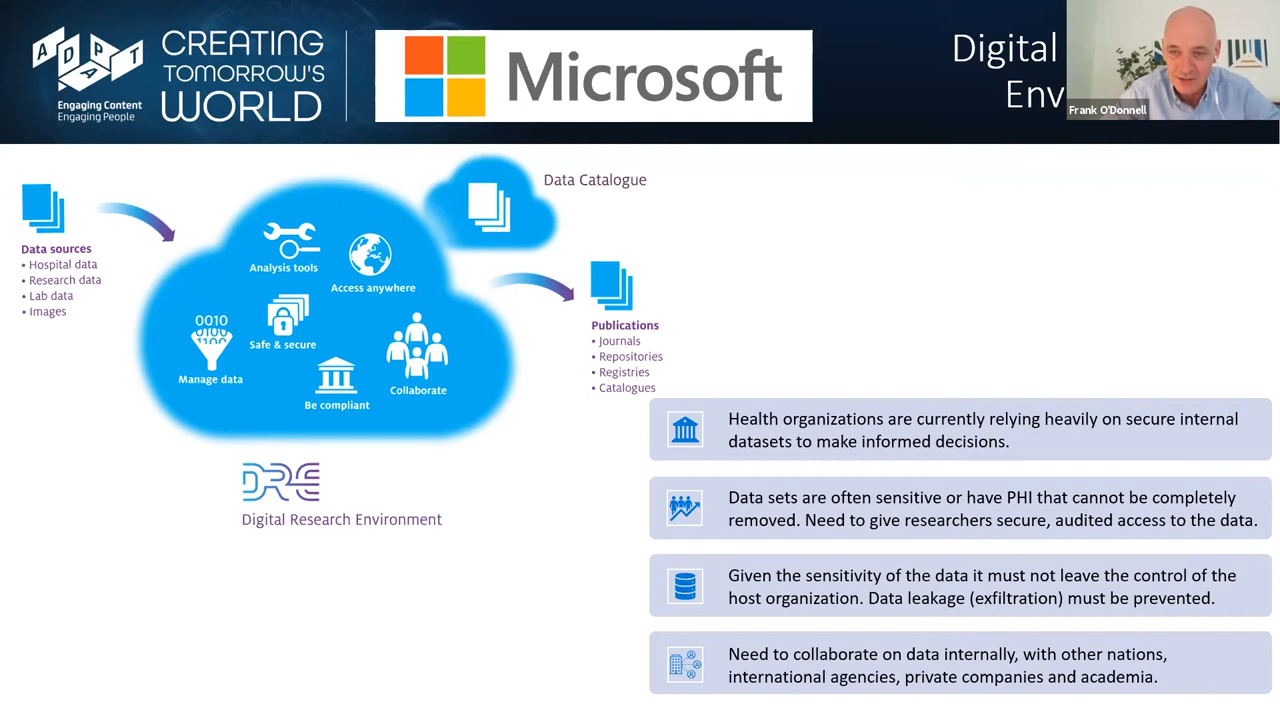 ADAPT
Engaging Content
Engaging People
CREATING
TOMORROW'S
WORLD
Microsoft
Digital
Env
Frank O'Donnell
Data Catalogue
Data sources
• Hospital data
• Research data
• Lab data
• Images
Analysis tools
Access anywhere
0010
0100
1100
Safe & secure
Manage data
Be compliant
Collaborate
Publications
• Journals
• Repositories
• Registries
• Catalogues
DRE
Digital Research Environment
Health organizations are currently relying heavily on secure internal
datasets to make informed decisions.
Data sets are often sensitive or have PHI that cannot be completely
removed. Need to give researchers secure, audited access to the data.
Given the sensitivity of the data it must not leave the control of the
host organization. Data leakage (exfiltration) must be prevented.
Need to collaborate on data internally, with other nations,
international agencies, private companies and academia.